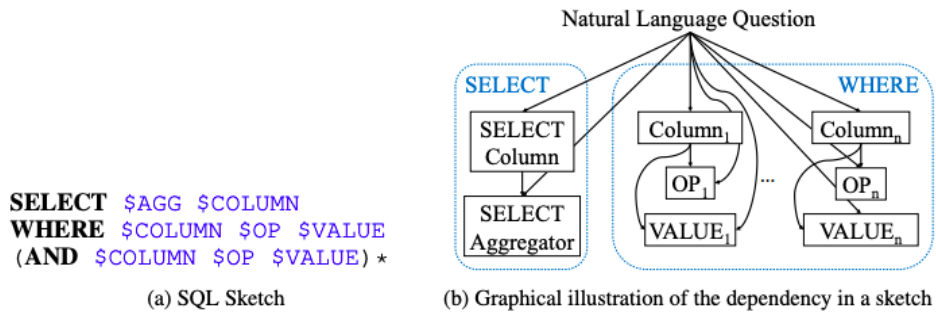 Natural Language Question
SELECT
WHERE
SELECT
Column
Column1
Columnn
OP1
...
OPn
SELECT
Aggregator
VALUE1
VALUEn
SELECT $AGG $COLUMN
WHERE $COLUMN $OP $VALUE
(AND $COLUMN $OP $VALUE)*
(a) SQL Sketch
(b) Graphical illustration of the dependency in a sketch